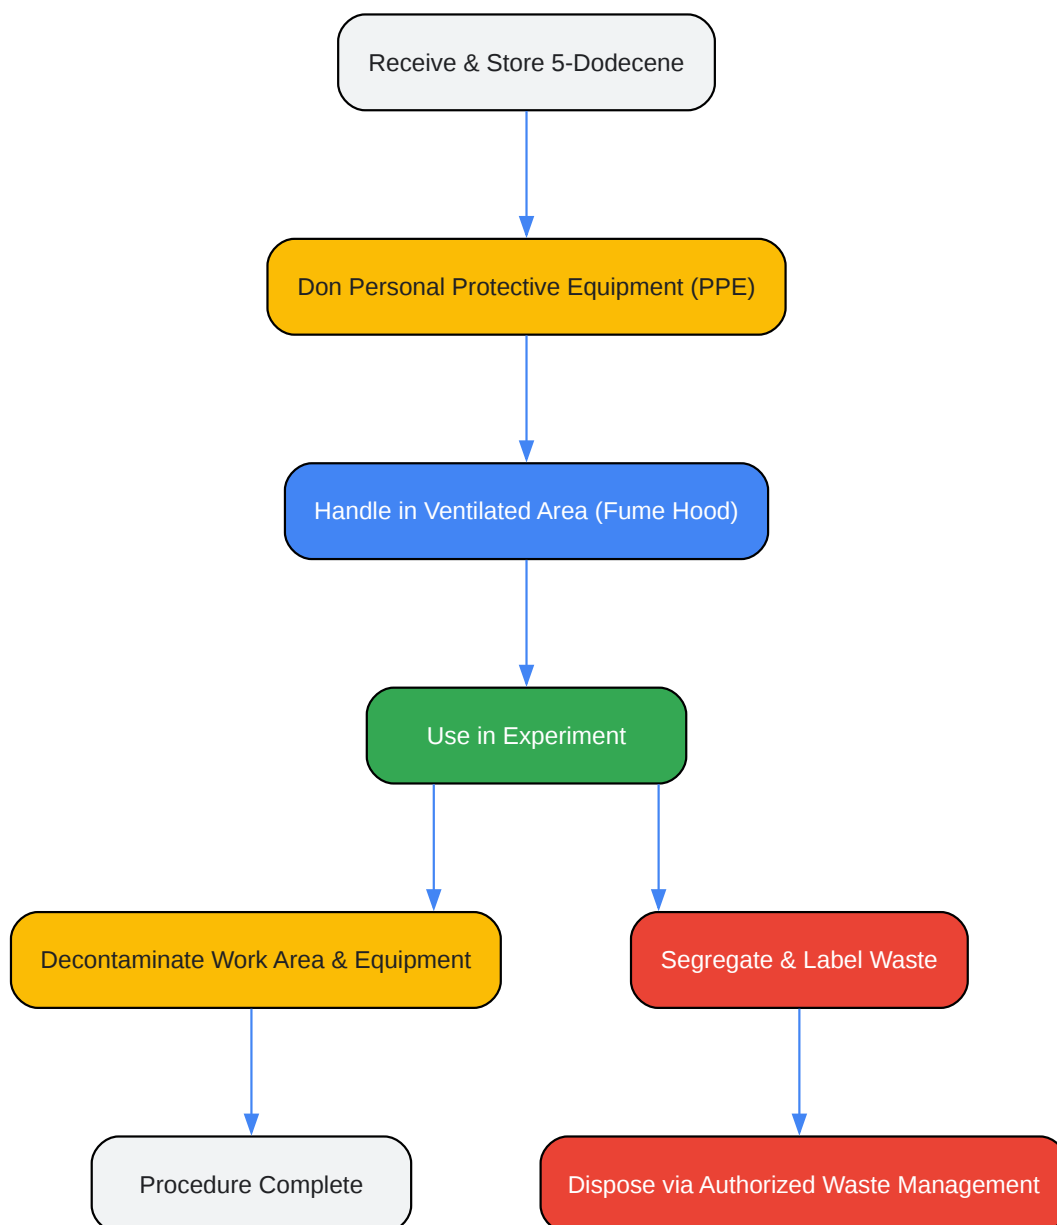 Receive & Store 5-Dodecene
Don Personal Protective Equipment (PPE)
Handle in Ventilated Area (Fume Hood)
Use in Experiment
Decontaminate Work Area & Equipment
Segregate & Label Waste
Procedure Complete
Dispose via Authorized Waste Management